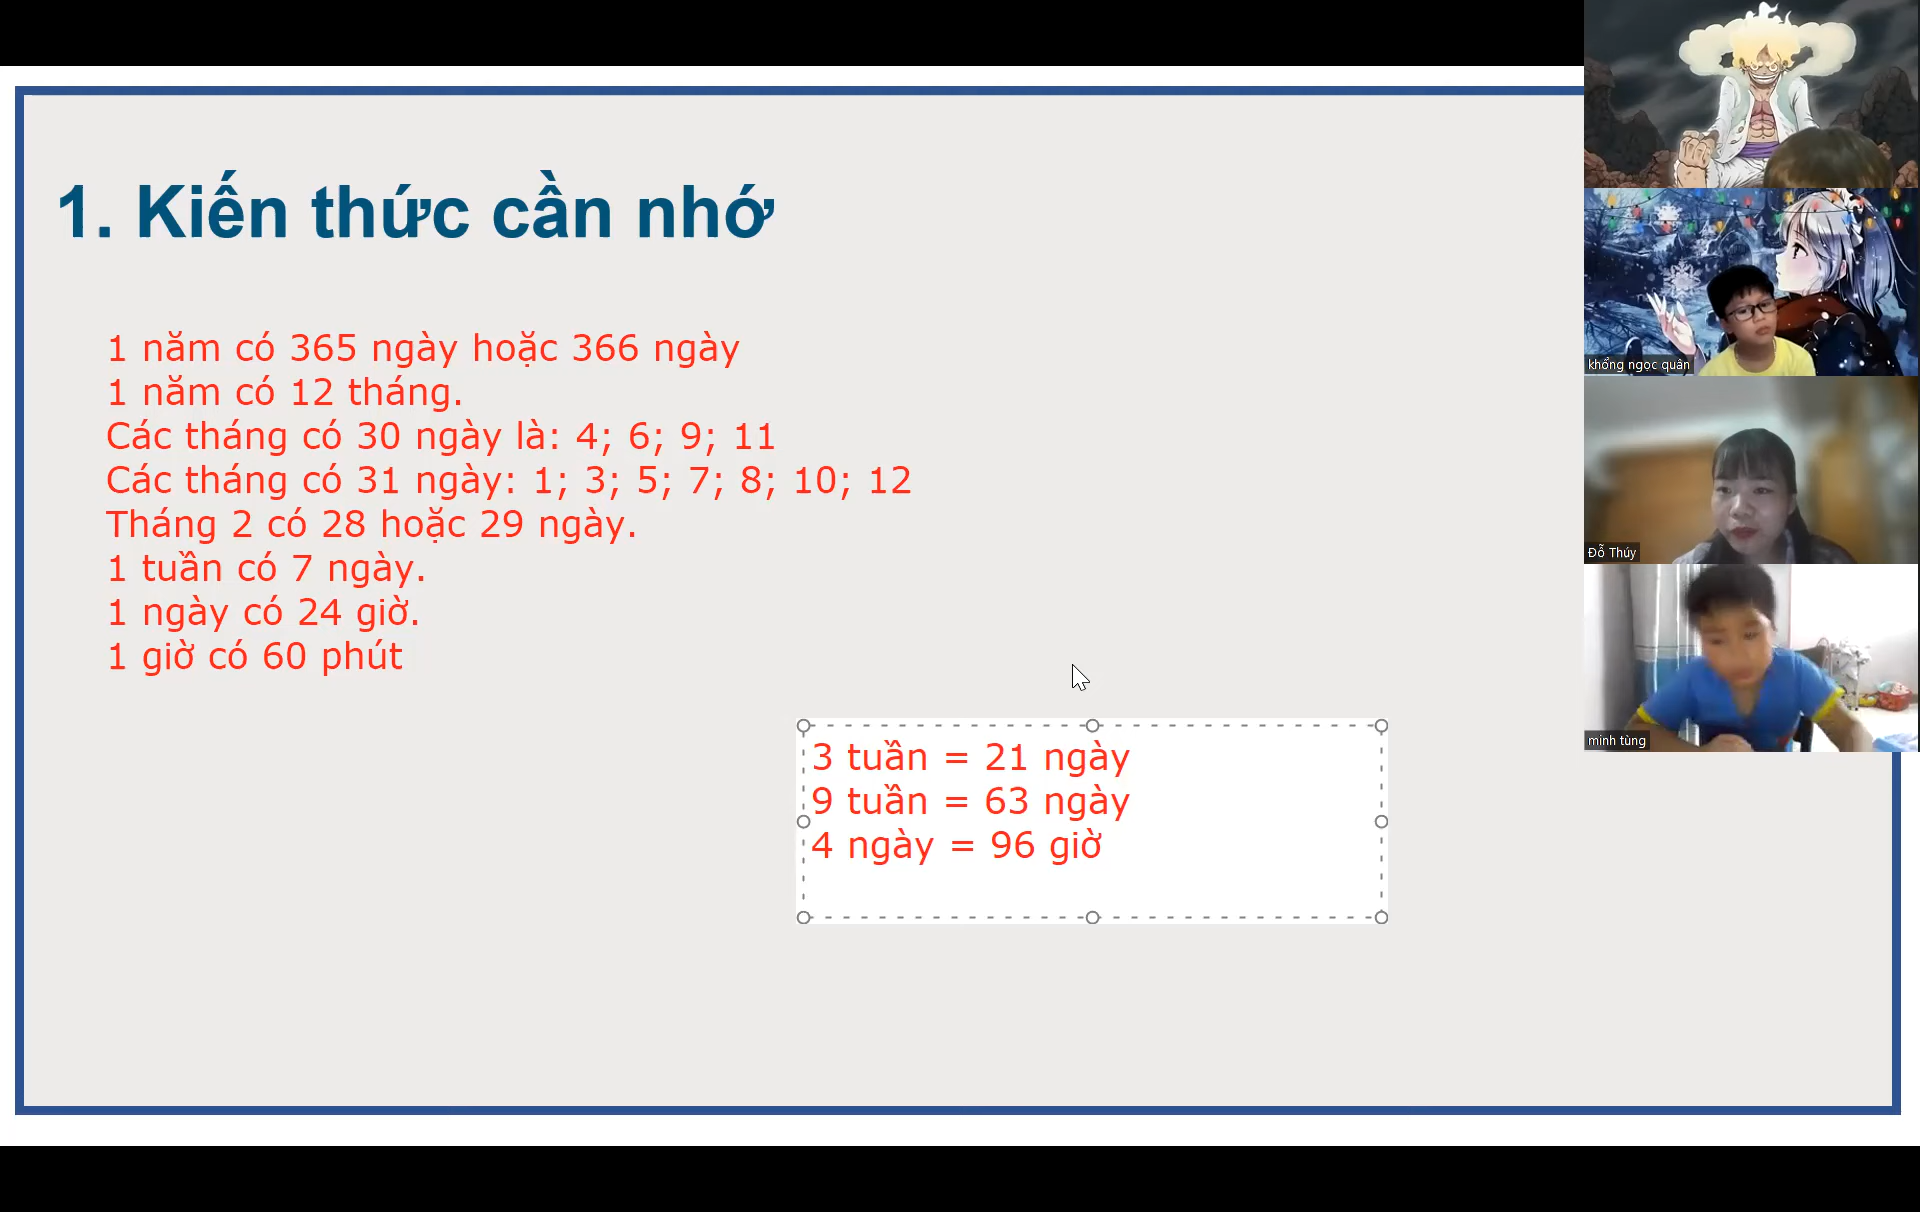 1. Kiến thức cần nhớ
1 năm có 365 ngày hoặc 366 ngày
1 năm có 12 tháng.
Các tháng có 30 ngày là: 4; 6; 9; 11
Các tháng có 31 ngày: 1; 3; 5; 7; 8; 10; 12
Tháng 2 có 28 hoặc 29 ngày.
1 tuần có 7 ngày.
1 ngày có 24 giờ.
1 giờ có 60 phút
3 tuần = 21 ngày
9 tuần = 63 ngày
4 ngày = 96 giờ
khổng ngọc quân
Đỗ Thúy
minh tùng